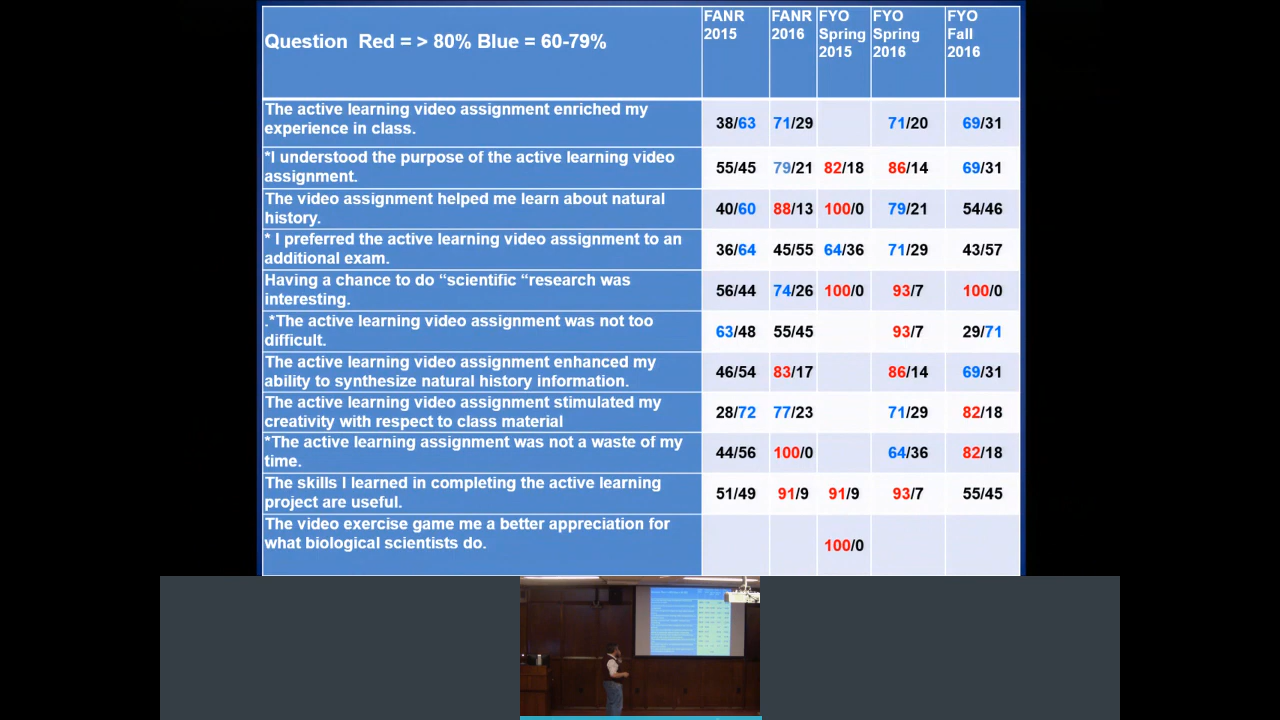 Question Red = > 80% Blue = 60-79%
FANR 2015
FANR 2016
FYO Spring 2015
FYO Spring 2016
FYO Fall 2016
The active learning video assignment enriched my
experience in class.
38/63 71/29 71/20 69/31
*I understood the purpose of the active learning video
assignment.
55/45 79/21 82/18 86/14 69/31
The video assignment helped me learn about natural
history.
40/60 88/13 100/0 79/21 54/46
* I preferred the active learning video assignment to an
additional exam.
36/64 45/55 64/36 71/29 43/57
Having a chance to do “scientific “research was
interesting.
56/44 74/26 100/0 93/7 100/0
.*The active learning video assignment was not too
difficult.
63/48 55/45 93/7 29/71
The active learning video assignment enhanced my
ability to synthesize natural history information.
46/54 83/17 86/14 69/31
The active learning video assignment stimulated my
creativity with respect to class material
28/72 77/23 71/29 82/18
*The active learning assignment was not a waste of my
time.
44/56 100/0 64/36 82/18
The skills I learned in completing the active learning
project are useful.
51/49 91/9 91/9 93/7 55/45
The video exercise game me a better appreciation for
what biological scientists do.
100/0